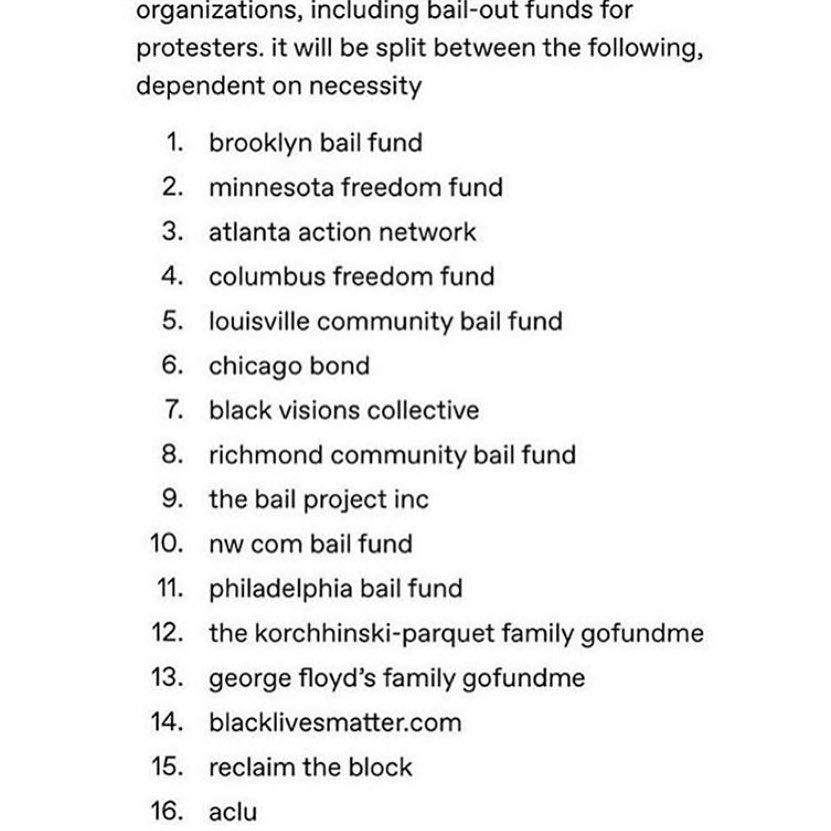 organizations, including bail-out funds for
protesters. it will be split between the following,
dependent on necessity
1. brooklyn bail fund
2. minnesota freedom fund
3. atlanta action network
4. columbus freedom fund
5. louisville community bail fund
6. chicago bond
7. black visions collective
8. richmond community bail fund
9. the bail project inc
10. nw com bail fund
11. philadelphia bail fund
12. the korchhinski-parquet family gofundme
13. george floyd’s family gofundme
14. blacklivesmatter.com
15. reclaim the block
16. aclu